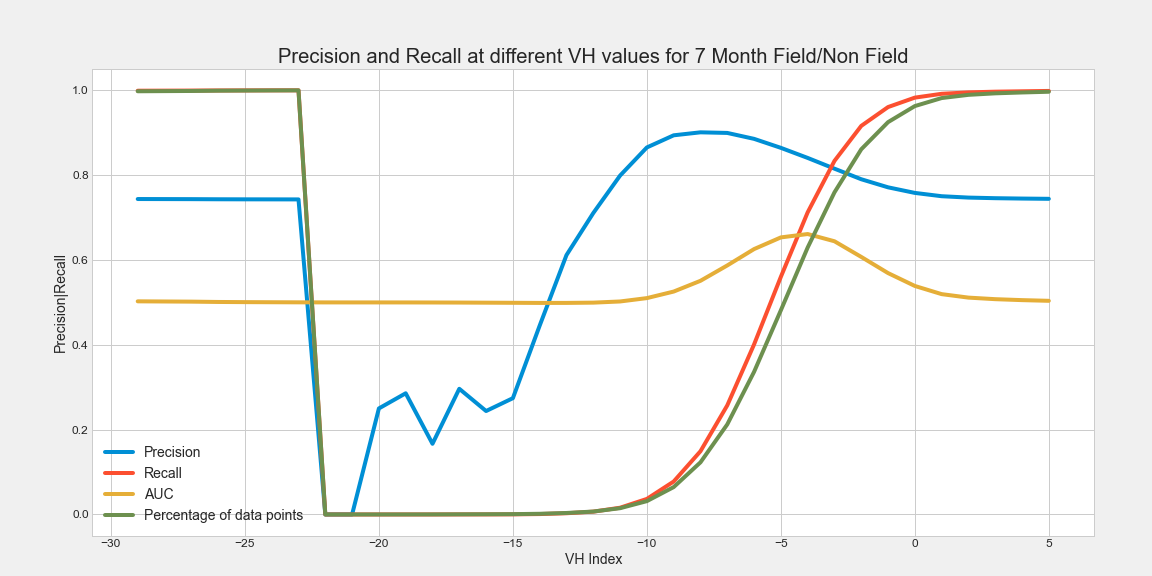 Precision and Recall at different VH values for 7 Month Field/Non Field
1.0
0.8
0.6
0.4
0.2
0.0
Precision|Recall
Precision
Recall
AUC
Percentage of data points
−30
−25
−20
−15
−10
−5
0
5
VH Index